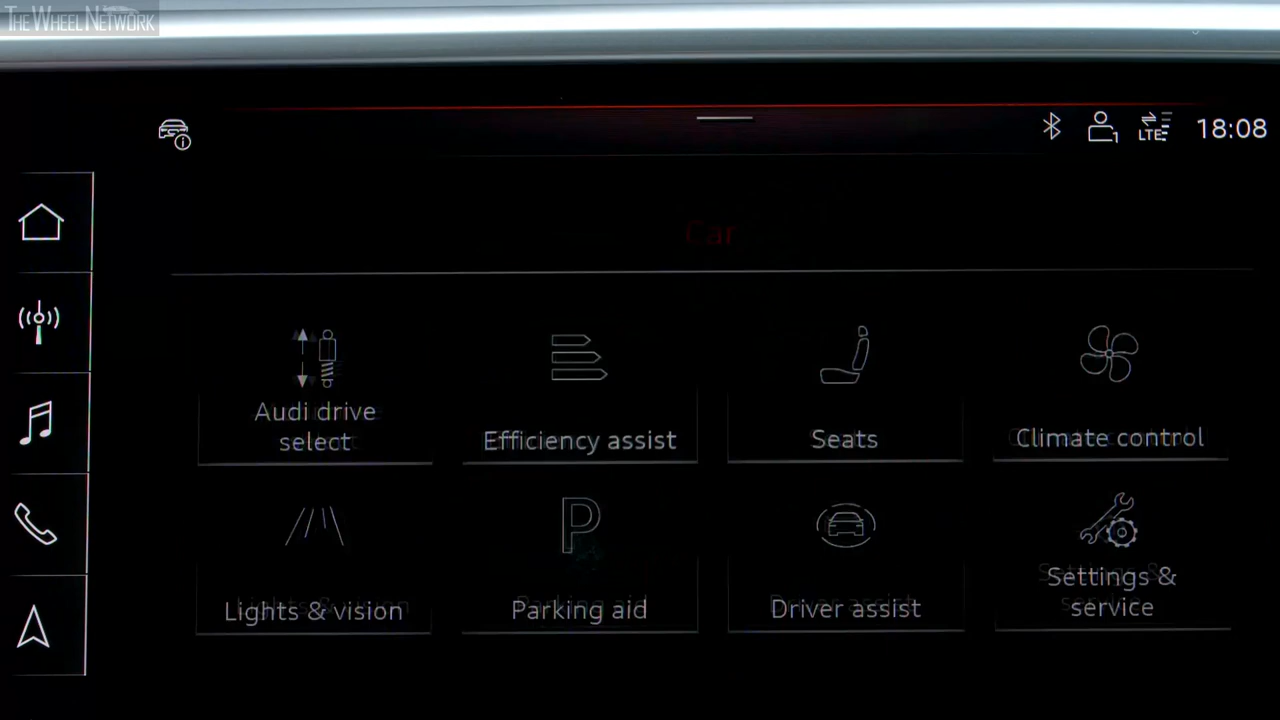 THE WHEEL NETWORK
1
LTE
18:08
Car
Audi drive
select
Efficiency assist
Seats
Climate control
P
Lights & vision
Parking aid
Driver assist
Settings &
service